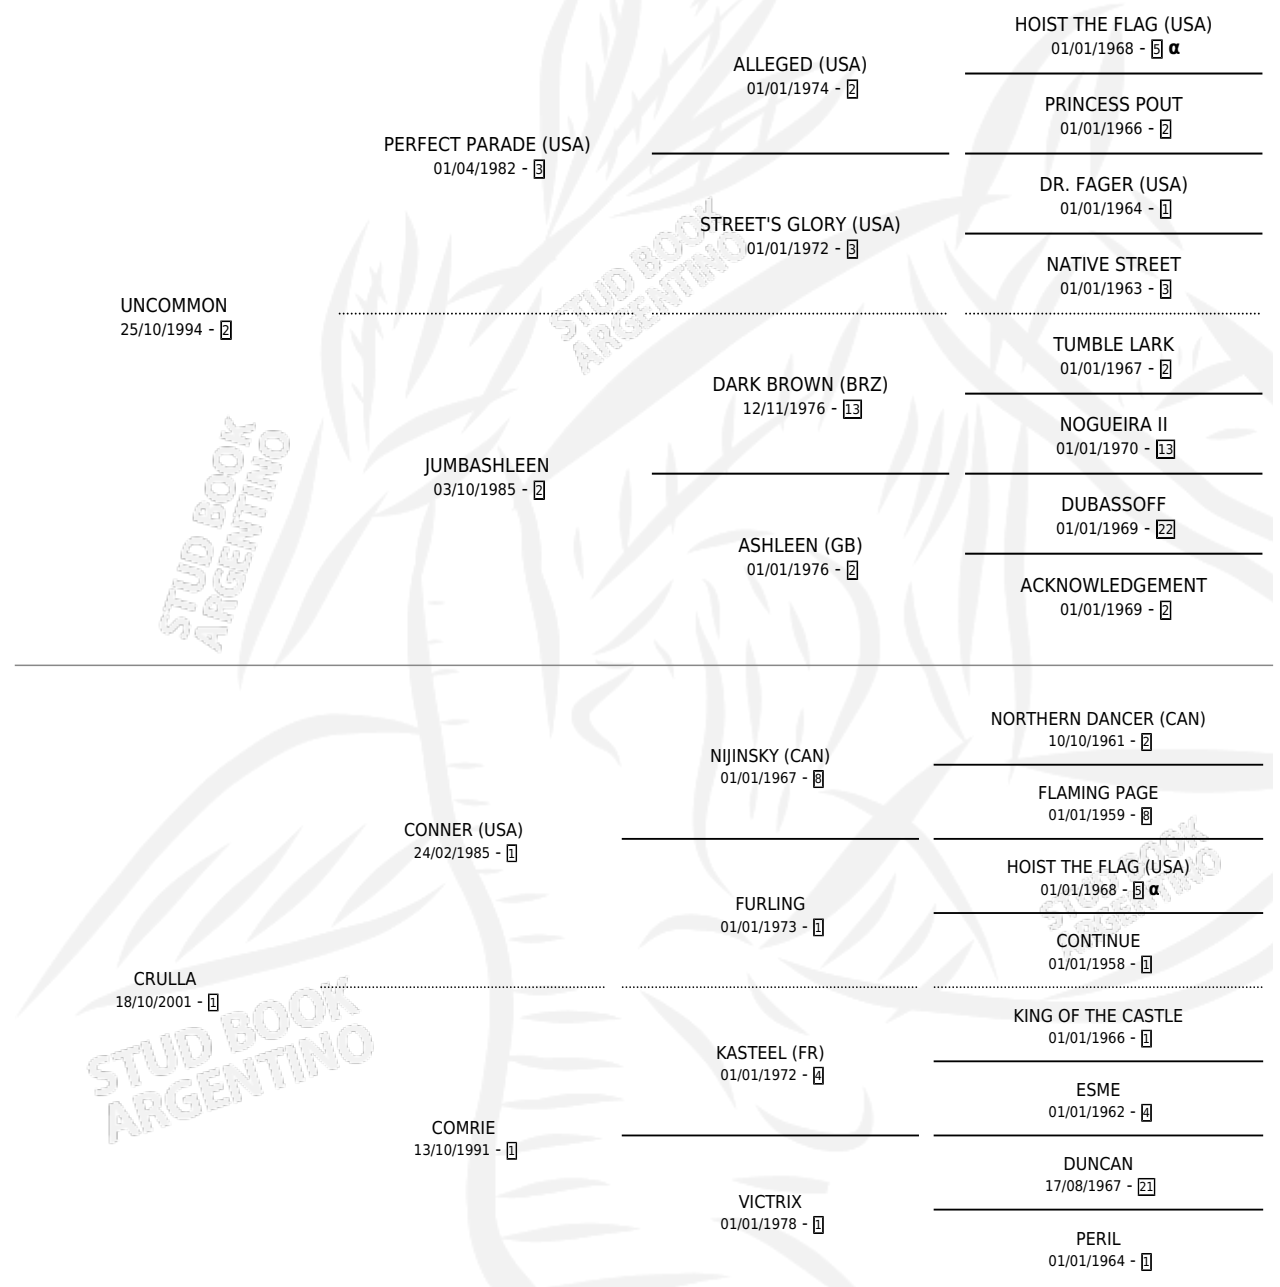 HOIST THE FLAG (USA)
01/01/1968 - 5 α
ALLEGED (USA)
01/01/1974 - 2
PRINCESS POUT
01/01/1966 - 2
PERFECT PARADE (USA)
01/04/1982 - 3
DR. FAGER (USA)
01/01/1964 - 1
STREET'S GLORY (USA)
01/01/1972 - 3
NATIVE STREET
01/01/1963 - 3
UNCOMMON
25/10/1994 - 2
TUMBLE LARK
01/01/1967 - 2
DARK BROWN (BRZ)
12/11/1976 - 13
NOGUEIRA II
01/01/1970 - 13
JUMBASHLEEN
03/10/1985 - 2
DUBASSOFF
01/01/1969 - 22
ASHLEEN (GB)
01/01/1976 - 2
ACKNOWLEDGEMENT
01/01/1969 - 2
STUD BOOK
ARGENTINO
STUD BOOK
ARGENTINO
NORTHERN DANCER (CAN)
10/10/1961 - 2
NIJINSKY (CAN)
01/01/1967 - 8
FLAMING PAGE
01/01/1959 - 8
CONNER (USA)
24/02/1985 - 1
HOIST THE FLAG (USA)
01/01/1968 - 5 α
FURLING
01/01/1973 - 1
CONTINUE
01/01/1958 - 1
CRULLA
18/10/2001 - 1
KING OF THE CASTLE
01/01/1966 - 1
KASTEEL (FR)
01/01/1972 - 4
ESME
01/01/1962 - 4
COMRIE
13/10/1991 - 1
DUNCAN
17/08/1967 - 21
VICTRIX
01/01/1978 - 1
PERIL
01/01/1964 - 1
STUD BOOK
ARGENTINO
STUD BOOK
ARGENTINO